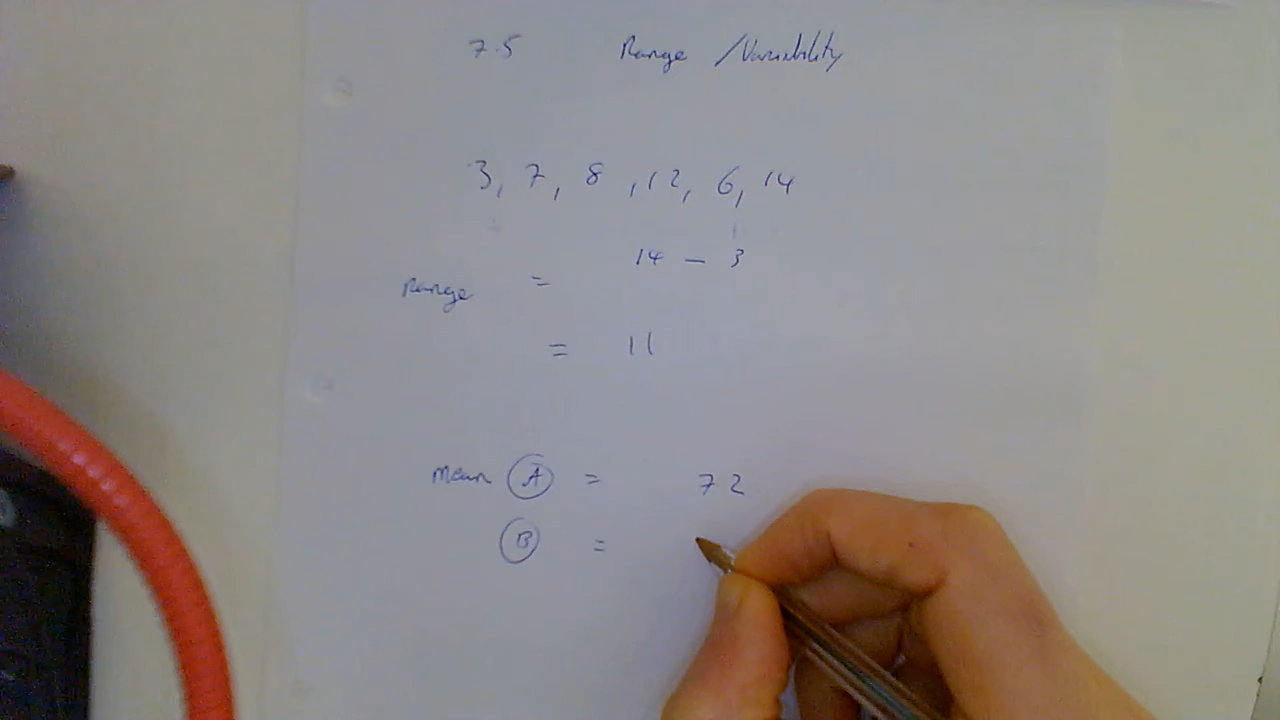 7.5 Range / Variability
3, 7, 8, 12, 6, 14
Range = 14 - 3
= 11
mean A = 72
B =